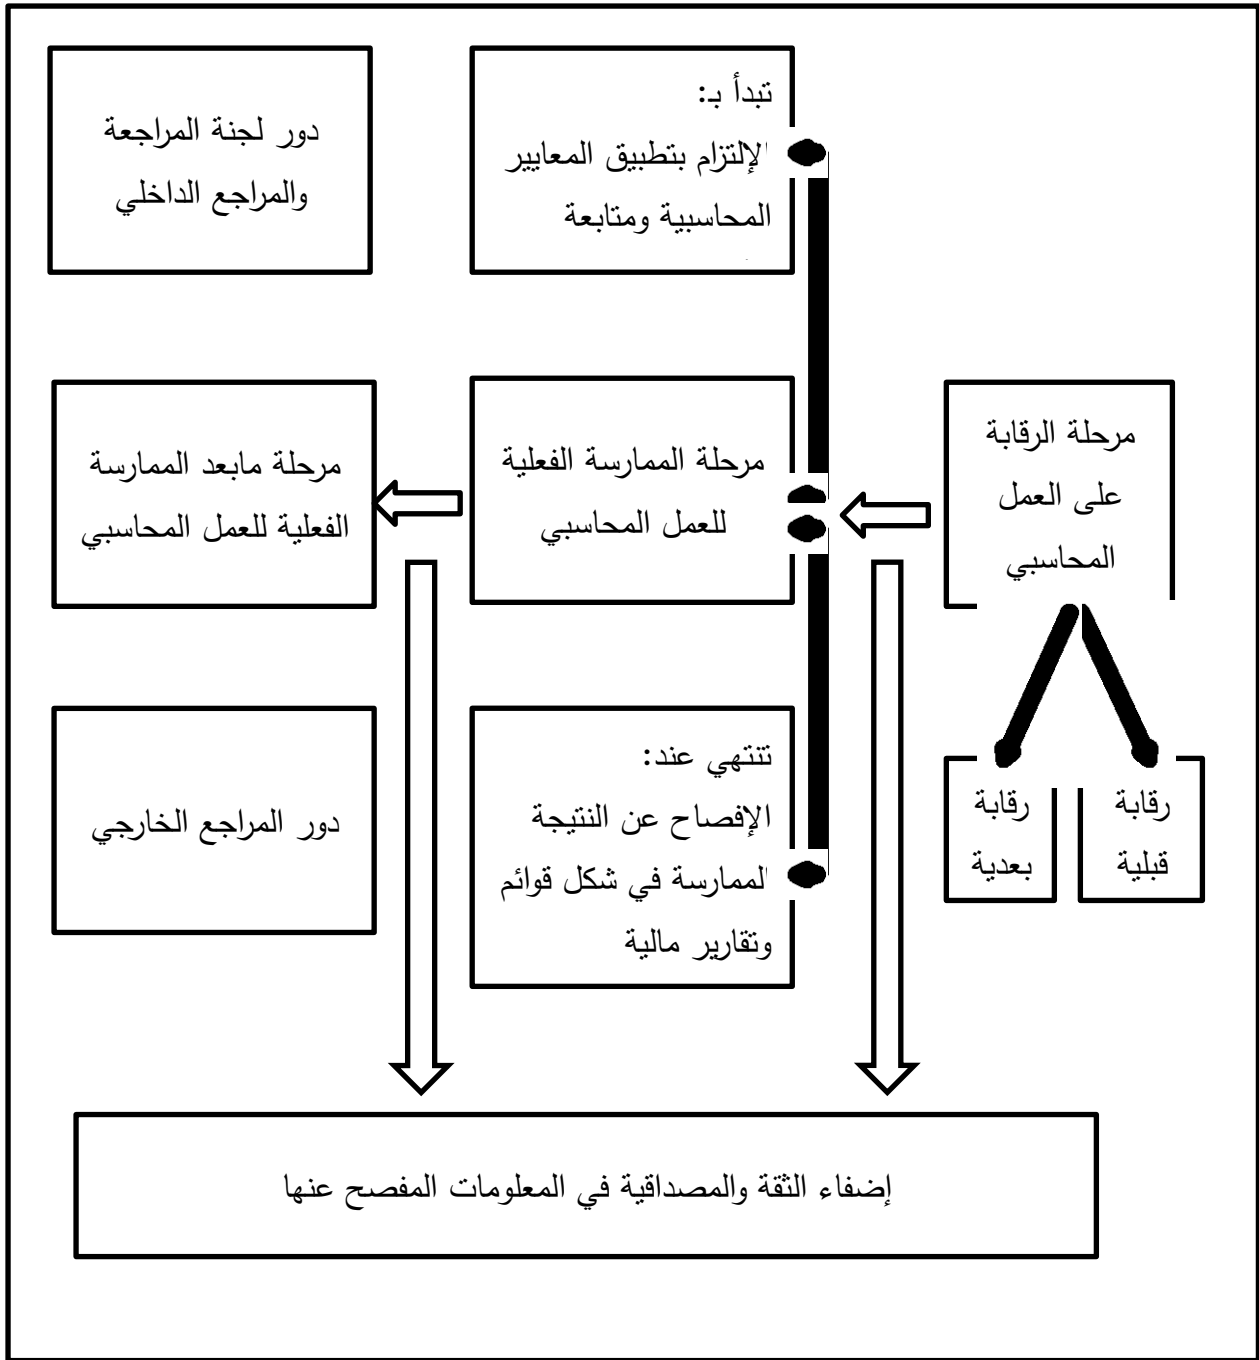 تبدأ بـ:
الإلتزام بتطبيق المعايير
المحاسبية ومتابعة
دور لجنة المراجعة
والمراجع الداخلي
مرحلة الرقابة
على العمل
المحاسبي
مرحلة الممارسة الفعلية
للعمل المحاسبي
مرحلة مابعد الممارسة
الفعلية للعمل المحاسبي
رقابة
قبلية
رقابة
بعدية
تنتهي عند:
الإفصاح عن النتيجة
الممارسة في شكل قوائم
وتقارير مالية
دور المراجع الخارجي
إضفاء الثقة والمصداقية في المعلومات المفصح عنها